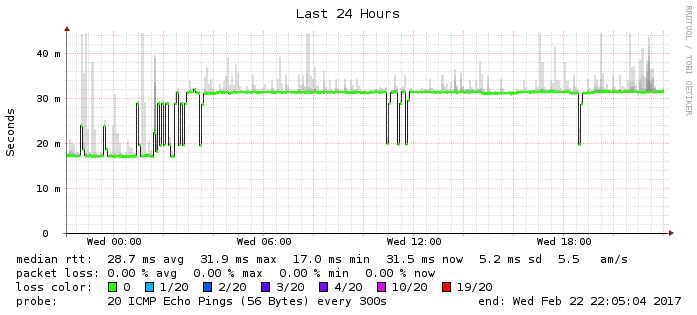 Last 24 Hours
RRDTOOL / TOBI OETIKER
Seconds
40 m
30 m
20 m
10 m
0
Wed 00:00 Wed 06:00 Wed 12:00 Wed 18:00
median rtt: 28.7 ms avg 31.9 ms max 17.0 ms min 31.5 ms now 5.2 ms sd 5.5 am/s
packet loss: 0.00 % avg 0.00 % max 0.00 % min 0.00 % now
loss color: 0 1/20 2/20 3/20 4/20 10/20 19/20
probe: 20 ICMP Echo Pings (56 Bytes) every 300s end: Wed Feb 22 22:05:04 2017